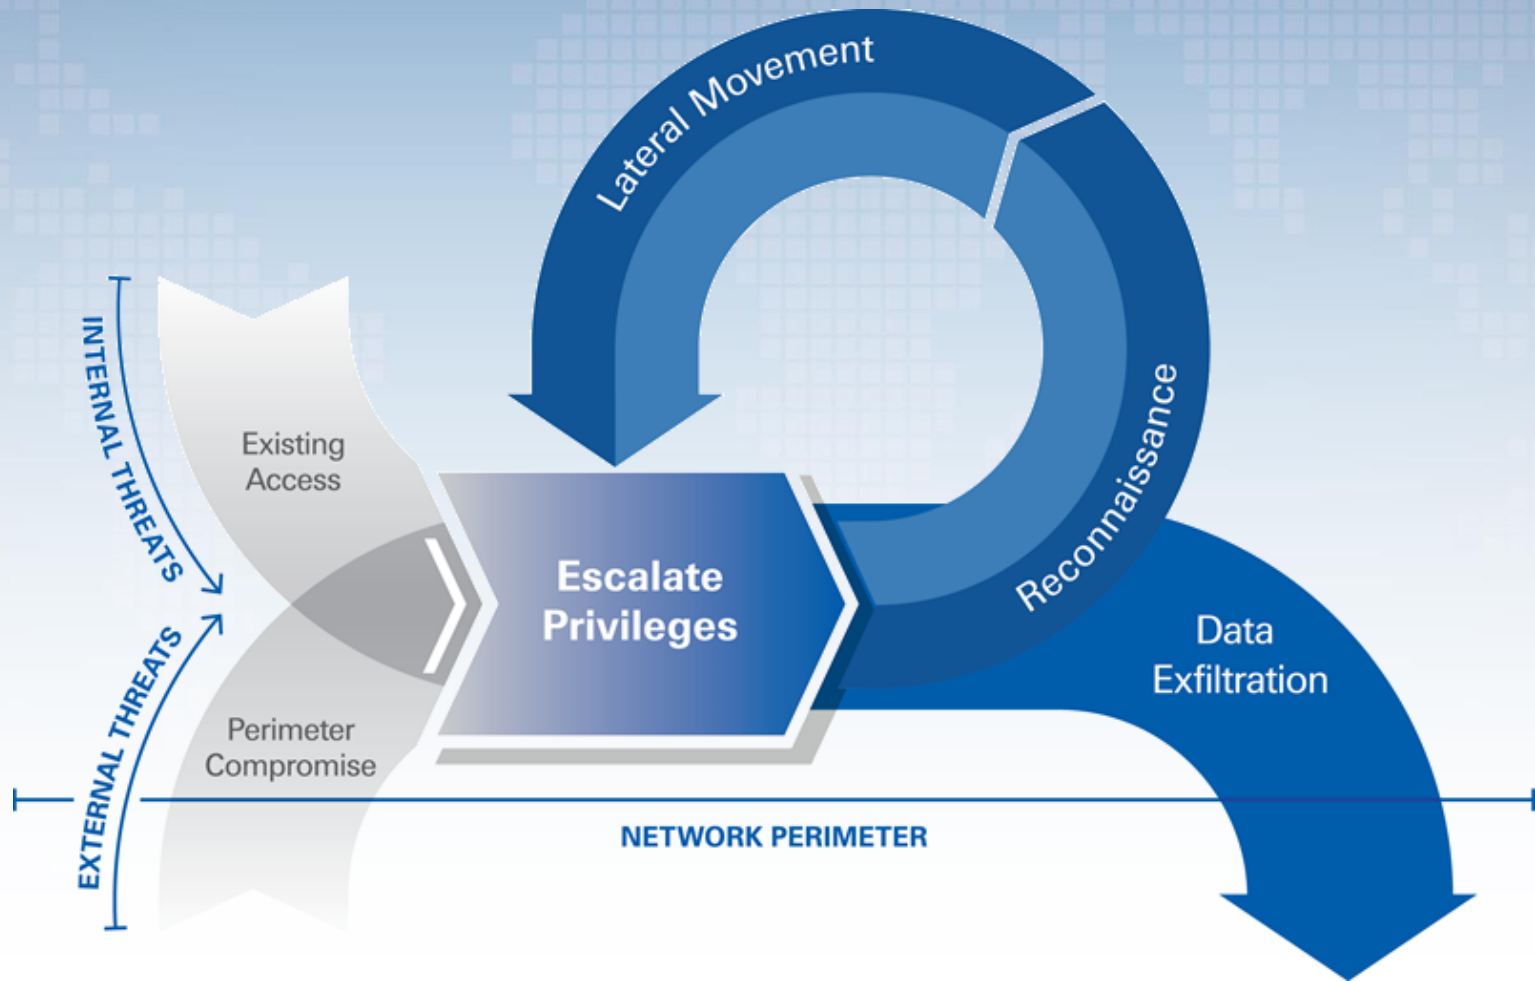 Lateral Movement
Reconnaissance
INTERNAL THREATS
Existing
Access
Escalate
Privileges
Data
Exfiltration
EXTERNAL THREATS
Perimeter
Compromise
NETWORK PERIMETER